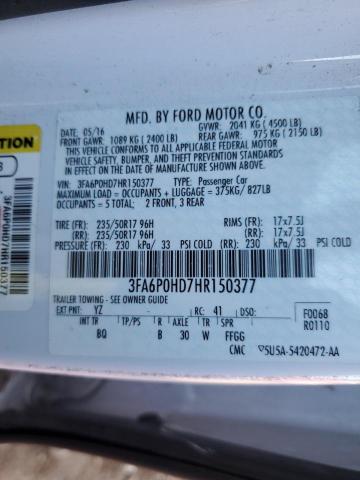 MFD. BY FORD MOTOR CO.
DATE: 05/16 GVWR: 2041 KG ( 4500 LB)
FRONT GAWR: 1089 KG ( 2400 LB) REAR GAWR: 975 KG ( 2150 LB)
THIS VEHICLE CONFORMS TO ALL APPLICABLE FEDERAL MOTOR
VEHICLE SAFETY, BUMPER, AND THEFT PREVENTION STANDARDS
IN EFFECT ON THE DATE OF MANUFACTURE SHOWN ABOVE.
VEHICLE: 3FA6P0HD7HR150377 TYPE: Passenger Car
MAXIMUM LOAD = OCCUPANTS + LUGGAGE = 375KG/ 827LB
OCCUPANTS = 5 TOTAL: 2 FRONT, 3 REAR
TIRE (FR): 235/50R17 96H RIMS (FR): 17x7.5J
(RR): 235/50R17 96H (RR): 17x7.5J
PRESSURE (FR): 230 kPa/ 33 PSI COLD (RR): 230 kPa/ 33 PSI COLD
3FA6P0HD7HR150377
TRAILER TOWING - SEE OWNER GUIDE
EXT PNT: YZ RC: 41 DSO: F0068
INT TR TP/PS R AXLE TR SPR R0110
BQ B 30 W FFGG
CMC 5USA-5420472-AA
3FA6P0HD7HR150377